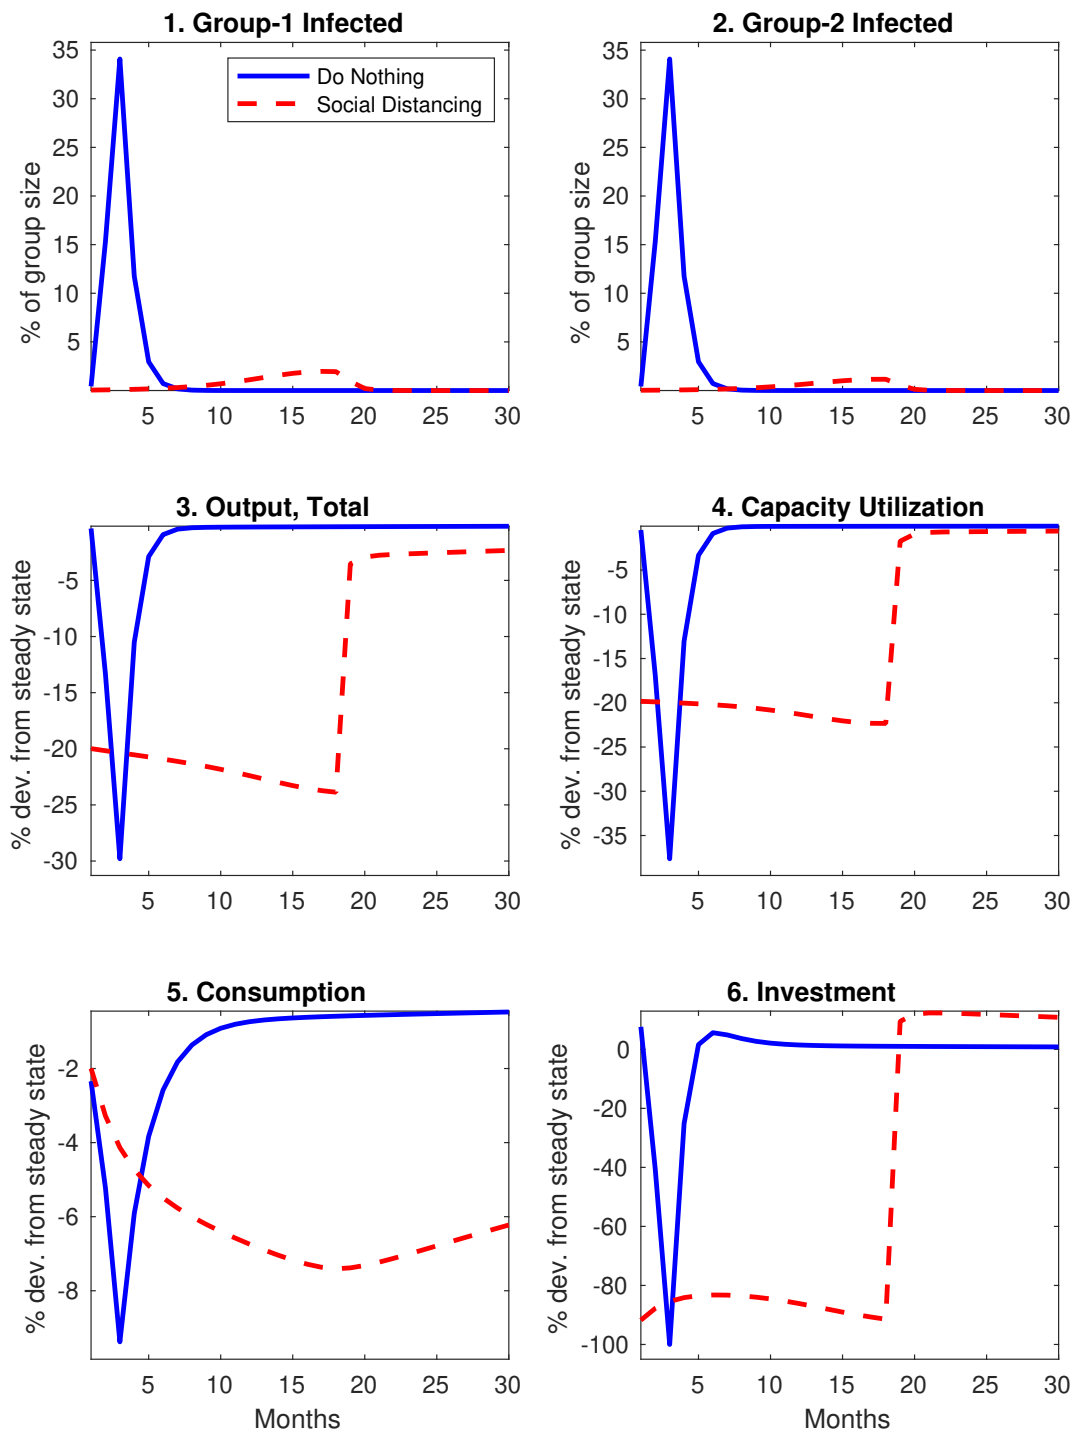 1. Group-1 Infected
% of group size
35
30
25
20
15
10
5
Do Nothing
Social Distancing
5 10 15 20 25 30
2. Group-2 Infected
% of group size
35
30
25
20
15
10
5
5 10 15 20 25 30
3. Output, Total
% dev. from steady state
-5
-10
-15
-20
-25
-30
5 10 15 20 25 30
4. Capacity Utilization
% dev. from steady state
-5
-10
-15
-20
-25
-30
-35
5 10 15 20 25 30
5. Consumption
% dev. from steady state
-2
-4
-6
-8
5 10 15 20 25 30
Months
6. Investment
% dev. from steady state
0
-20
-40
-60
-80
-100
5 10 15 20 25 30
Months